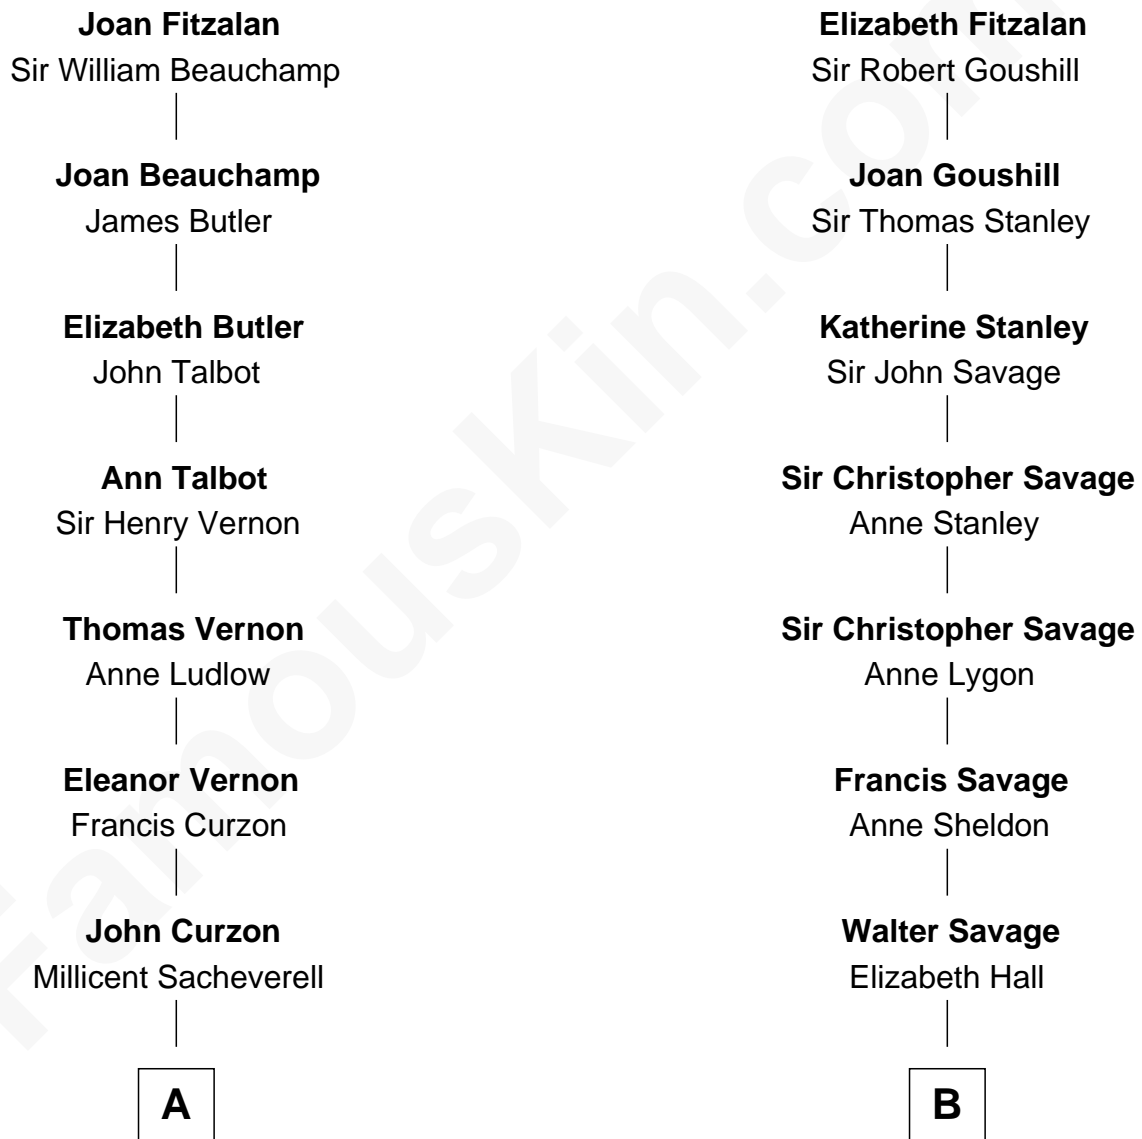 Joan Fitzalan
Sir William Beauchamp
Joan Beauchamp
James Butler
Elizabeth Butler
John Talbot
Ann Talbot
Sir Henry Vernon
Thomas Vernon
Anne Ludlow
Eleanor Vernon
Francis Curzon
John Curzon
Millicent Sacheverell
A
Elizabeth Fitzalan
Sir Robert Goushill
Joan Goushill
Sir Thomas Stanley
Katherine Stanley
Sir John Savage
Sir Christopher Savage
Anne Stanley
Sir Christopher Savage
Anne Lygon
Francis Savage
Anne Sheldon
Walter Savage
Elizabeth Hall
B
FamousKin.com